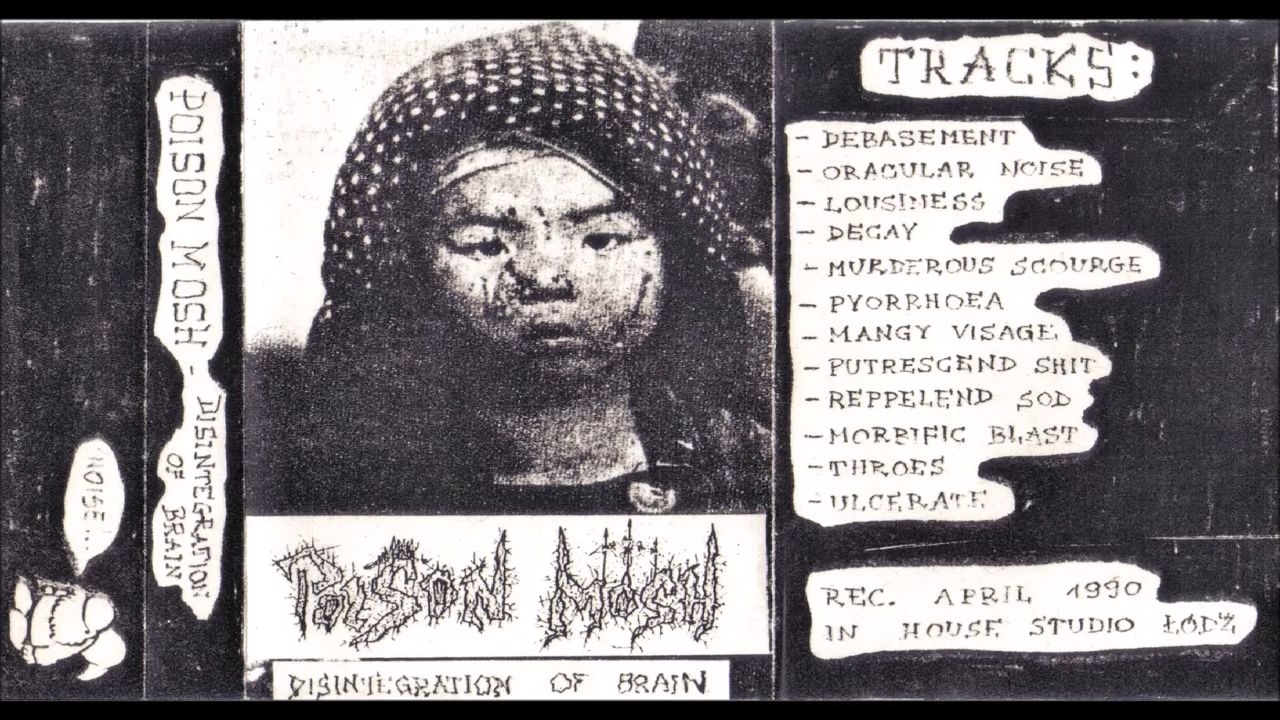 NOISE...
POISON MOSH - DISINTEGRATION
OF BRAIN
POISON MOSH
DISINTEGRATION OF BRAIN
TRACKS:
- DEBASEMENT
- ORACULAR NOISE
- LOUSINESS
- DECAY
- MURDEROUS SCOURGE
- PYORRHOEA
- MANGY VISAGE
- PUTRESCEND SHIT
- REPPELEND SOD
- MORBIFIC BLAST
- THROES
- ULCERATE
REC. APRIL 1990
IN HOUSE STUDIO ŁÓDŹ